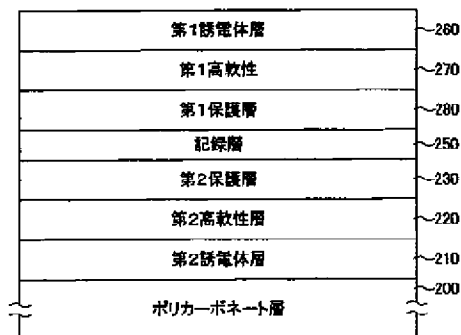 第1誘電体層 260
第1高軟性 270
第1保護層 280
記録層 250
第2保護層 230
第2高軟性層 220
第2誘電体層 210
200
ポリカーボネート層